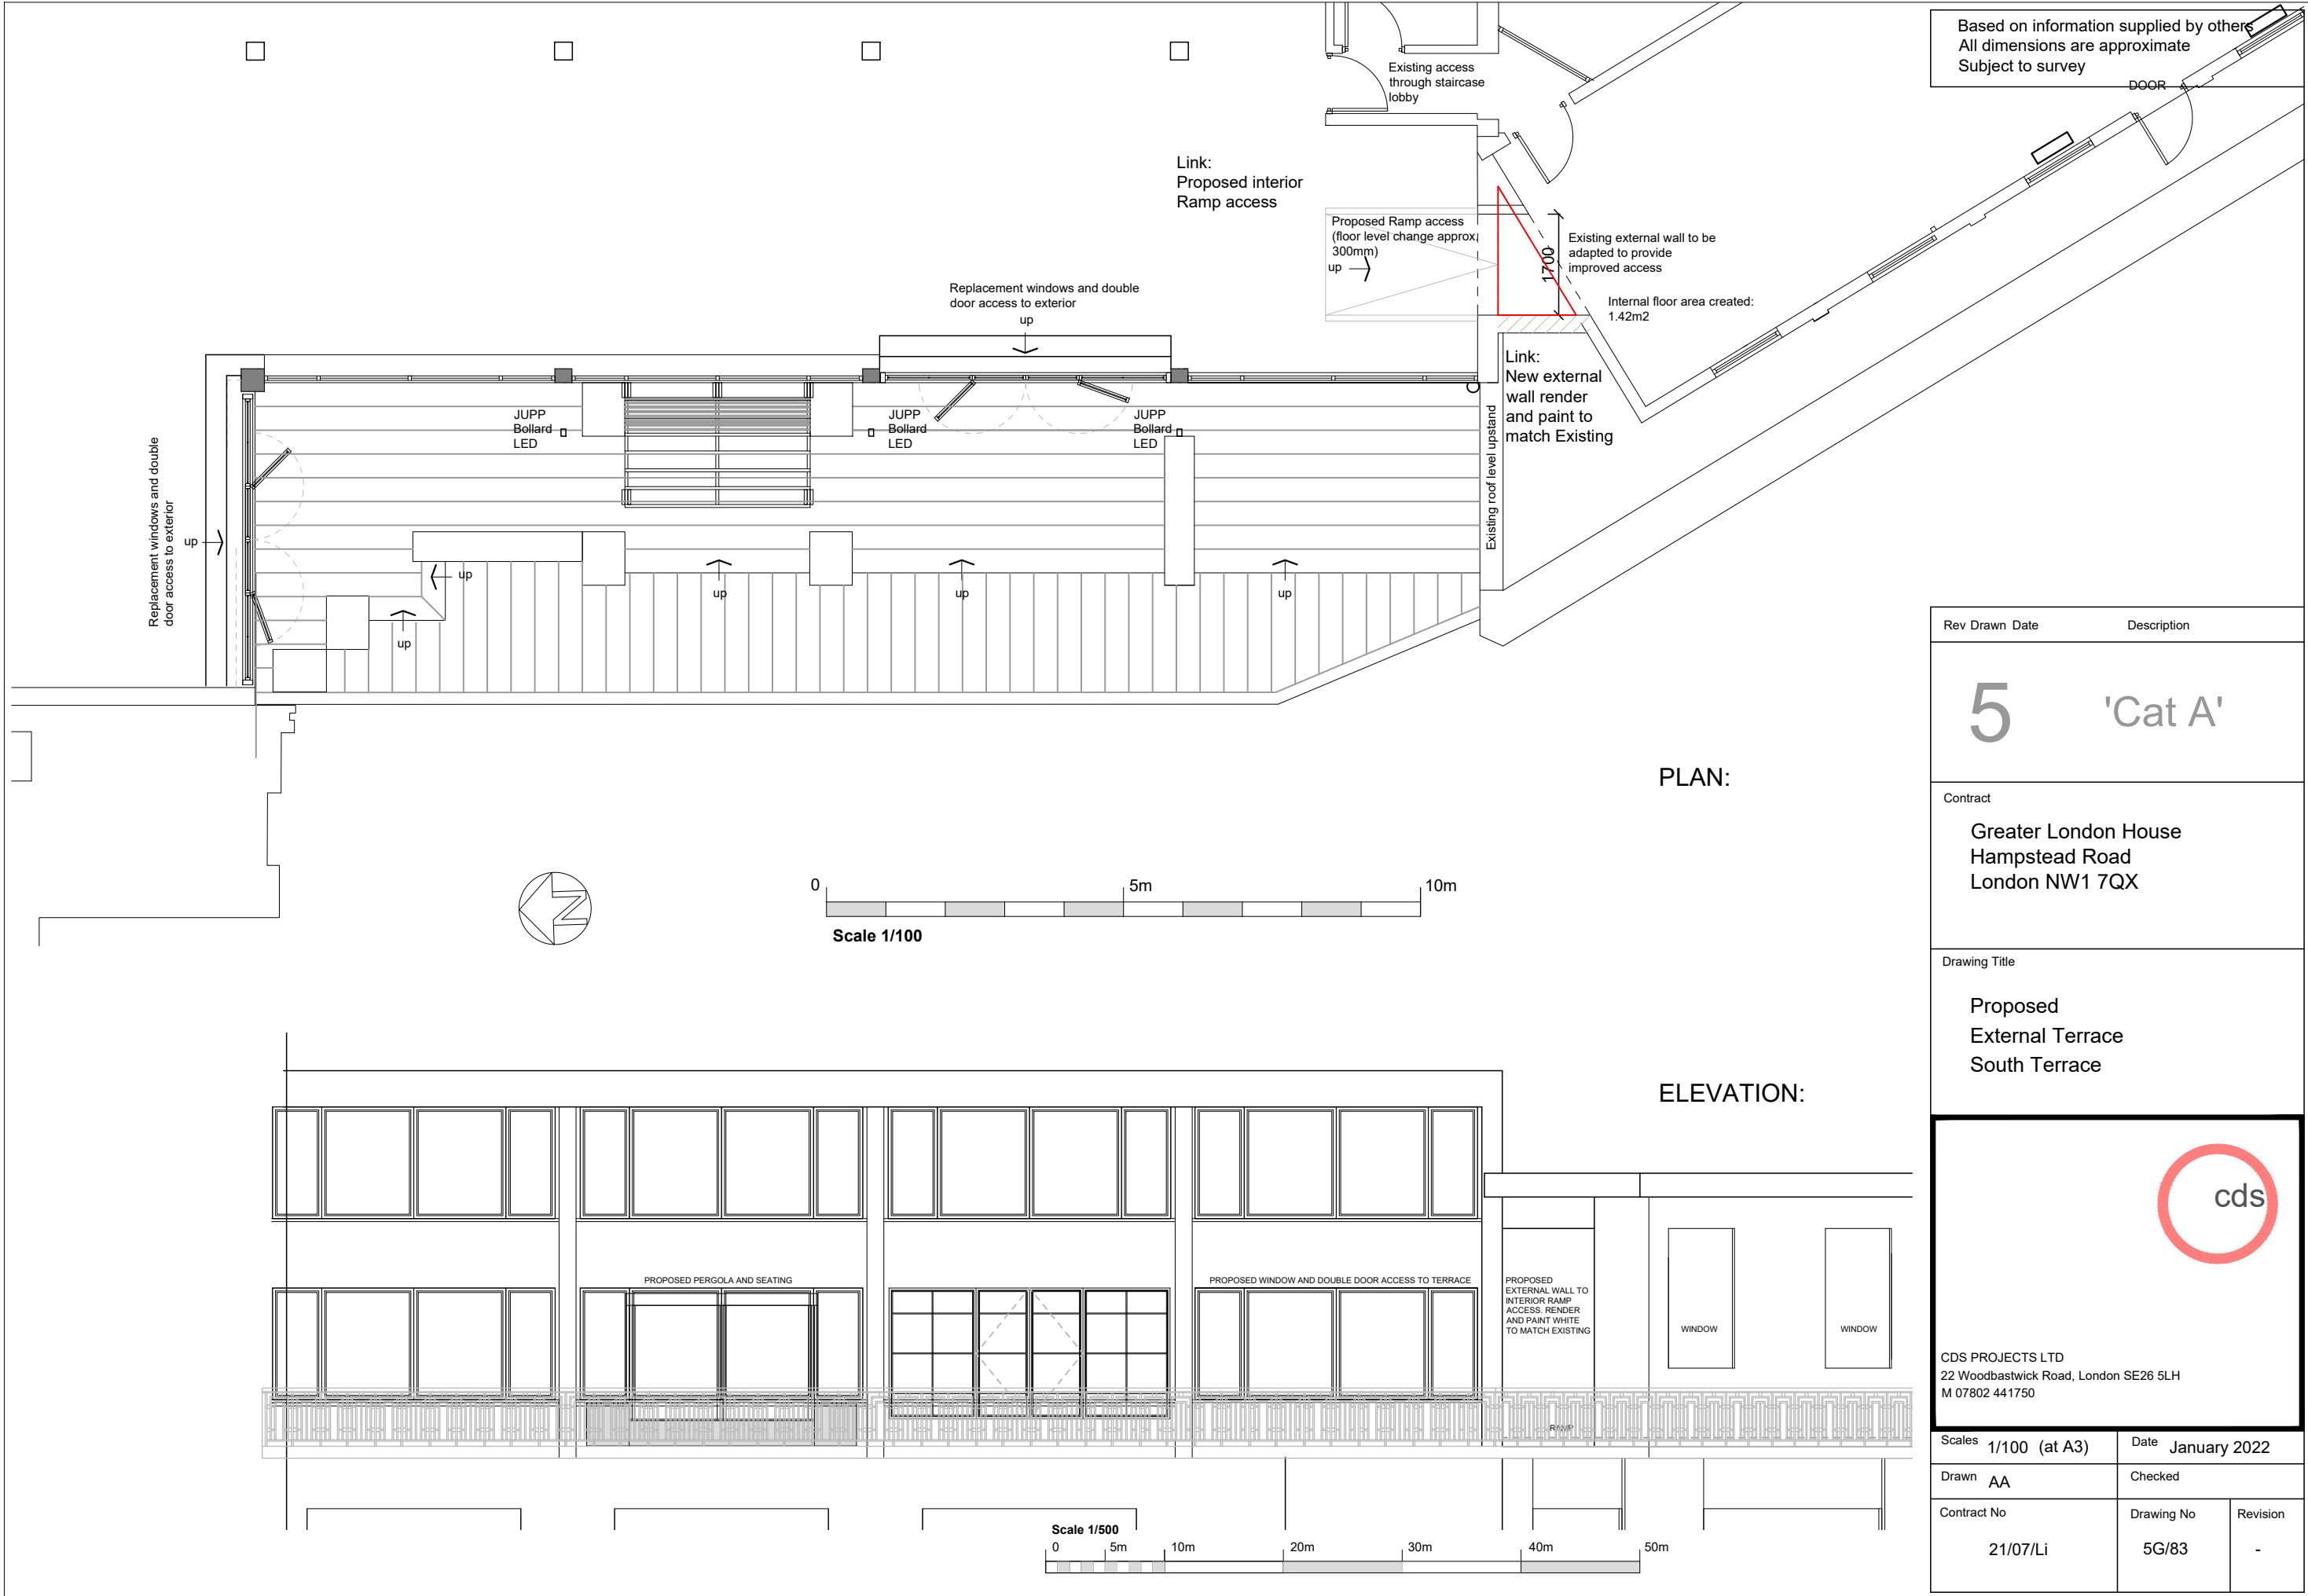 Based on information supplied by others
All dimensions are approximate
Subject to survey
DOOR
Existing access
through staircase
lobby
Link:
Proposed interior
Ramp access
Proposed Ramp access
(floor level change approx.
300mm)
up
1700
Existing external wall to be
adapted to provide
improved access
Internal floor area created:
1.42m2
Replacement windows and double
door access to exterior
up
Link:
New external
wall render
and paint to
match Existing
Existing roof level upstand
JUPP
Bollard
LED
JUPP
Bollard
LED
JUPP
Bollard
LED
Replacement windows and double
door access to exterior
up
up
up
up
up
up
PLAN:
N
0 5m 10m
Scale 1/100
ELEVATION:
PROPOSED PERGOLA AND SEATING
PROPOSED WINDOW AND DOUBLE DOOR ACCESS TO TERRACE
PROPOSED
EXTERNAL WALL TO
INTERIOR RAMP
ACCESS. RENDER
AND PAINT WHITE
TO MATCH EXISTING
WINDOW
WINDOW
RAMP
Scale 1/500
0 5m 10m 20m 30m 40m 50m
Rev Drawn Date Description
5 'Cat A'
Contract
Greater London House
Hampstead Road
London NW1 7QX
Drawing Title
Proposed
External Terrace
South Terrace
cds
CDS PROJECTS LTD
22 Woodbastwick Road, London SE26 5LH
M 07802 441750
Scales 1/100 (at A3)
Date January 2022
Drawn AA
Checked
Contract No
21/07/Li
Drawing No
5G/83
Revision
-